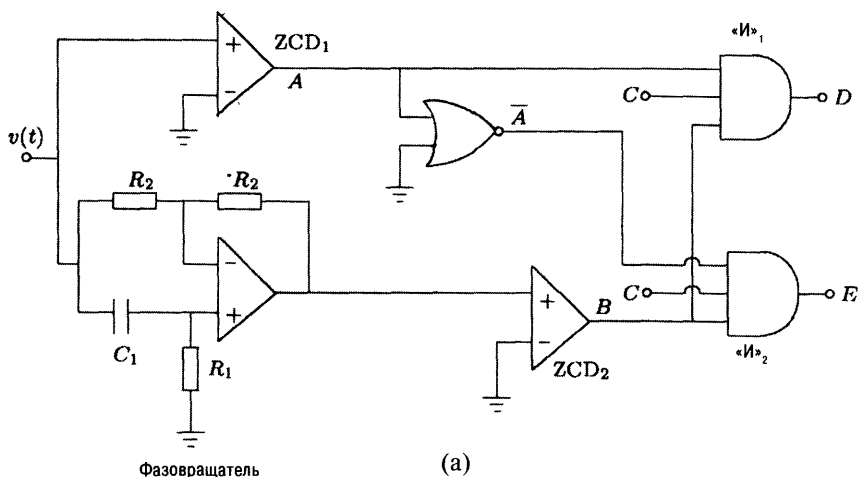 ZCD₁
«И»₁
+
−
A
C
D
v(t)
A̅
R₂
R₂
−
+
C₁
R₁
+
−
B
ZCD₂
C
E
«И»₂
Фазовращатель
(a)